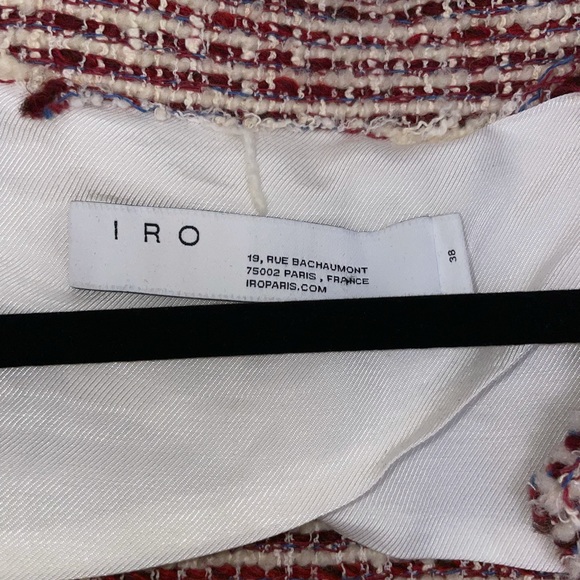 IRO
19, RUE BACHAUMONT
75002 PARIS , FRANCE
IROPARIS.COM
38